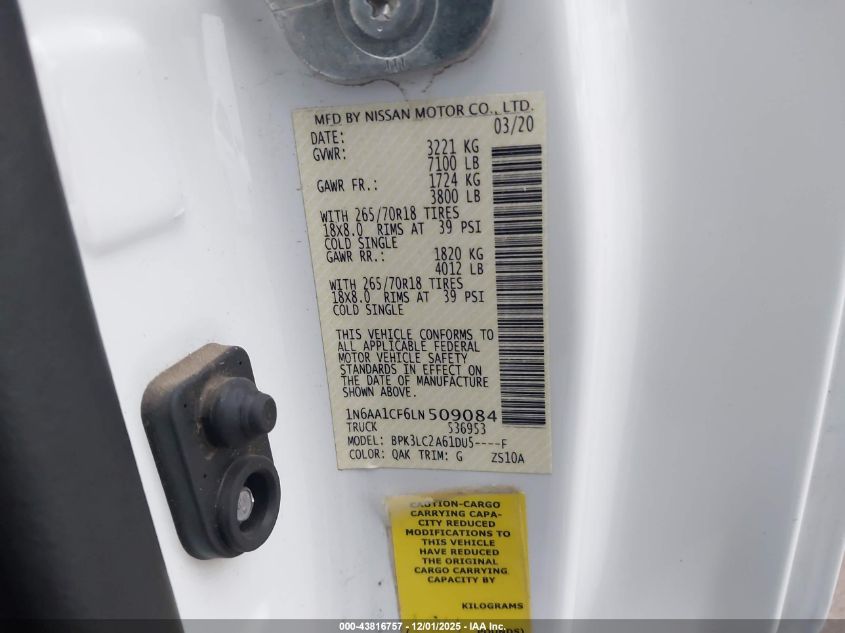 MFD BY NISSAN MOTOR CO., LTD.
DATE: 03/20
GVWR: 3221 KG
7100 LB
GAWR FR.: 1724 KG
3800 LB
WITH 265/70R18 TIRES
18X8.0 RIMS AT 39 PSI
COLD SINGLE
GAWR RR.: 1820 KG
4012 LB
WITH 265/70R18 TIRES
18X8.0 RIMS AT 39 PSI
COLD SINGLE
THIS VEHICLE CONFORMS TO
ALL APPLICABLE FEDERAL
MOTOR VEHICLE SAFETY
STANDARDS IN EFFECT ON
THE DATE OF MANUFACTURE
SHOWN ABOVE.
1N6AA1CF6LN509084
TRUCK 536953
MODEL: BPK3LC2A61DU5----F
COLOR: QAK TRIM: G ZS10A
CAUTION-CARGO
CARRYING CAPA-
CITY REDUCED
MODIFICATIONS TO
THIS VEHICLE
HAVE REDUCED
THE ORIGINAL
CARGO CARRYING
CAPACITY BY
KILOGRAMS
000-43816757 - 12/01/2025 - IAA Inc.